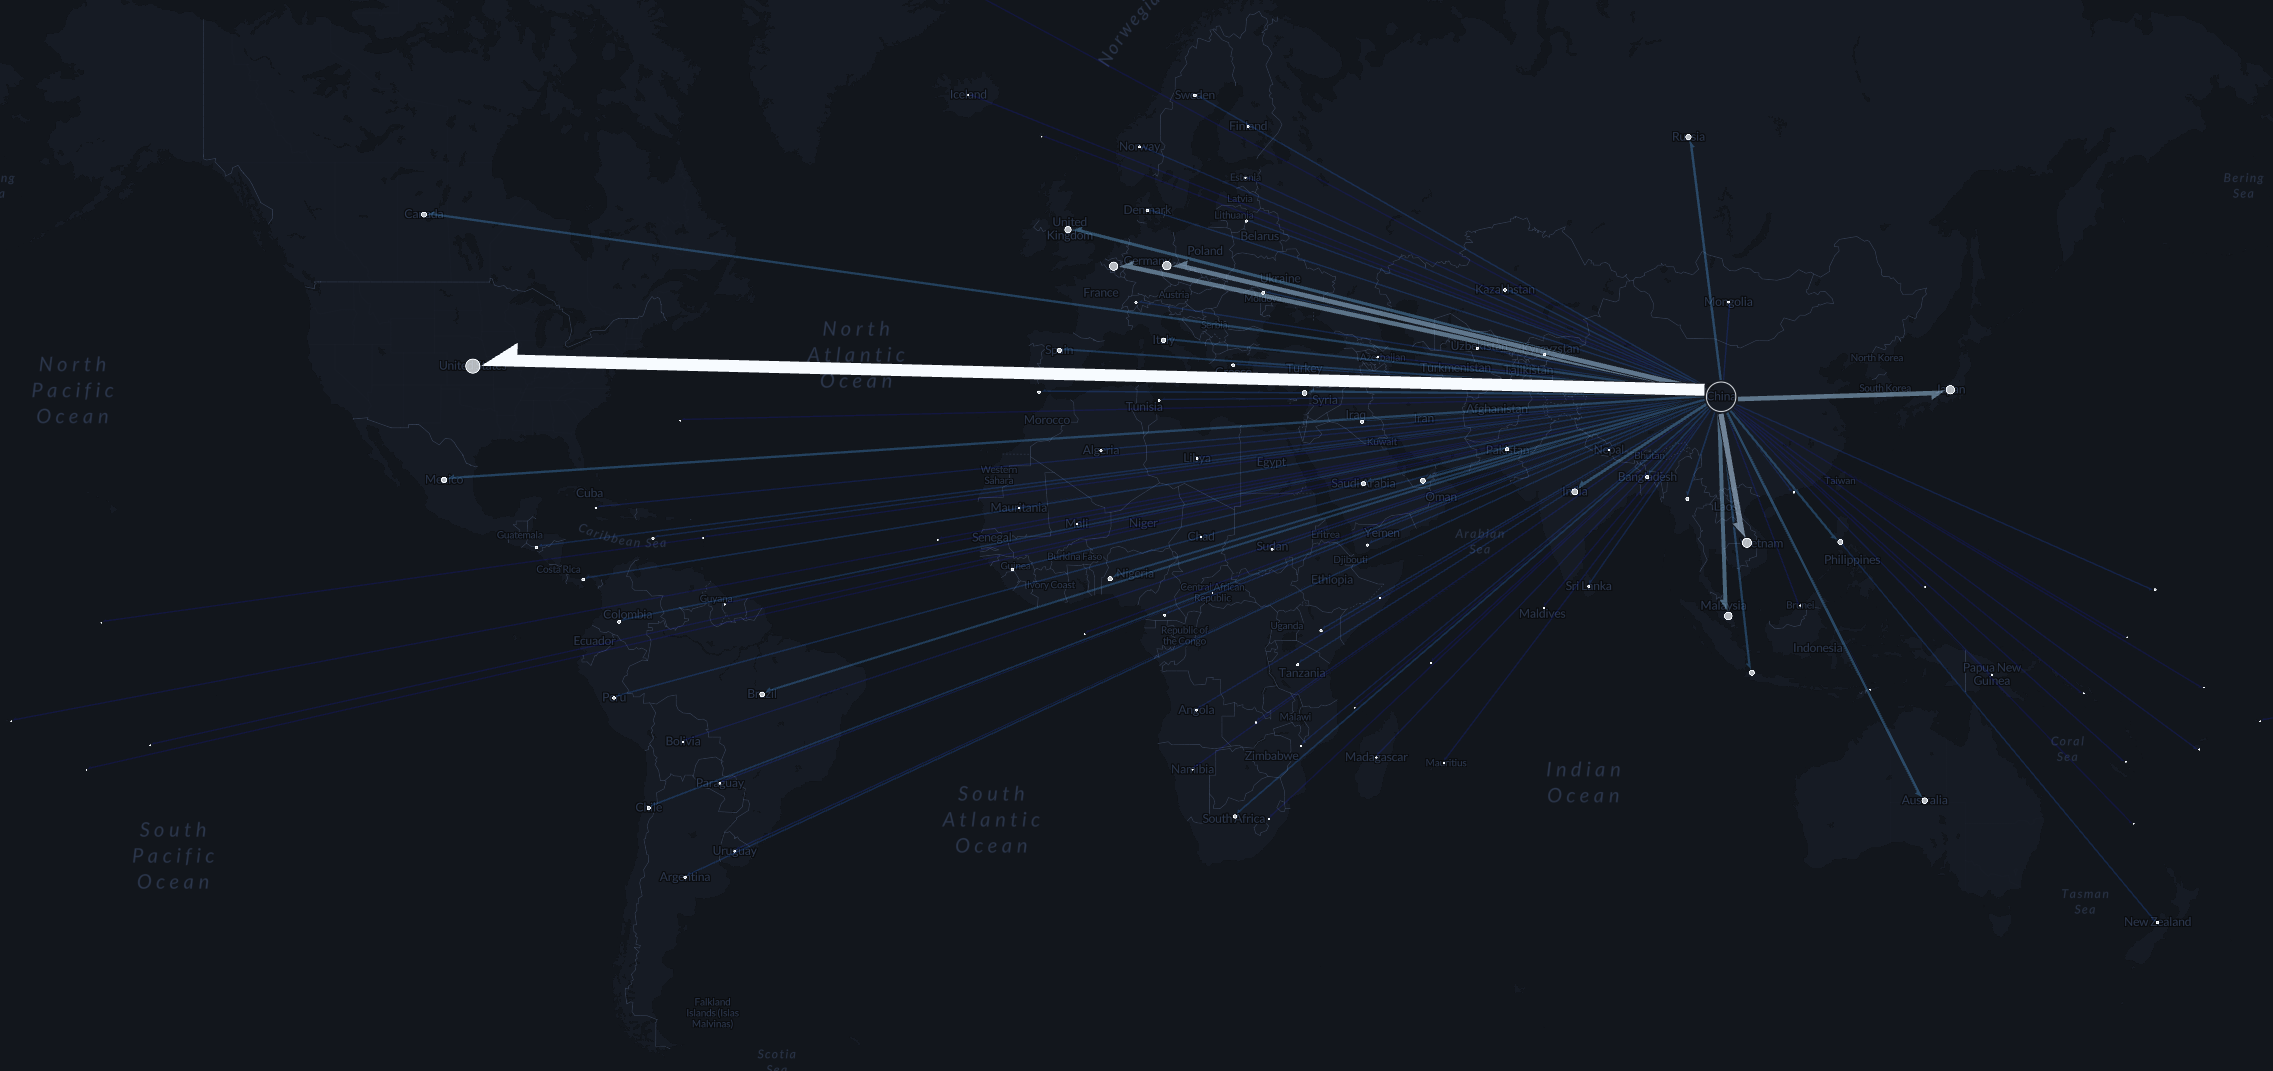 Norwegia
Iceland
Sweden
Finland
Norway
Russia
Estonia
Latvia
Denmark
Lithuania
Canada
United
Kingdom
Belarus
Poland
Germany
Ukraine
France
Austria
Moldova
Kazakhstan
Mongolia
Bering
Sea
ng
a
Serbia
North
Atlantic
Ocean
North
Pacific
Ocean
Italy
Spain
Azerbaijan
Turkey
Turkmenistan
Tajikistan
North Korea
South Korea
China
Syria
Tunisia
Morocco
Iraq
Iran
Afghanistan
Kuwait
Algeria
Libya
Egypt
Pakistan
Nepal
Bhutan
Western
Sahara
Saudi Arabia
Oman
India
Bangladesh
Taiwan
Mexico
Cuba
Mauritania
Mali
Niger
Chad
Sudan
Eritrea
Yemen
Arabian
Sea
Laos
Vietnam
Philippines
Guatemala
Caribbean Sea
Costa Rica
Senegal
Burkina Faso
Guinea
Ivory Coast
Nigeria
Djibouti
Ethiopia
Central African
Republic
Sri Lanka
Maldives
Malaysia
Brunei
Guyana
Colombia
Ecuador
Republic of
the Congo
Uganda
Tanzania
Indonesia
Papua New
Guinea
Peru
Brazil
Angola
Malawi
Bolivia
Zimbabwe
Madagascar
Mauritius
Namibia
Paraguay
Chile
South Africa
Australia
Indian
Ocean
Coral
Sea
South
Atlantic
Ocean
South
Pacific
Ocean
Uruguay
Argentina
Tasman
Sea
New Zealand
Falkland
Islands (Islas
Malvinas)
Scotia
Sea